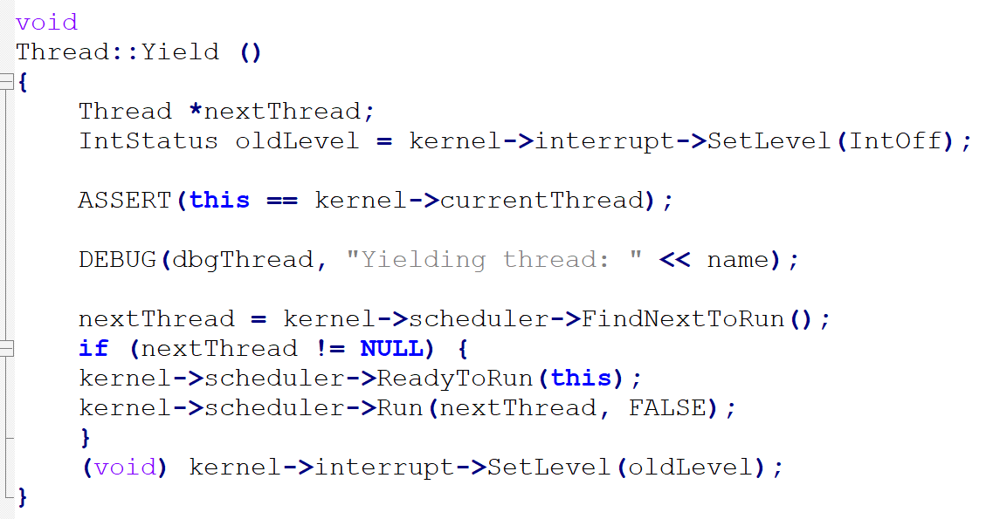 void
Thread::Yield ()
{
    Thread *nextThread;
    IntStatus oldLevel = kernel->interrupt->SetLevel(IntOff);

    ASSERT(this == kernel->currentThread);

    DEBUG(dbgThread, "Yielding thread: " << name);

    nextThread = kernel->scheduler->FindNextToRun();
    if (nextThread != NULL) {
    kernel->scheduler->ReadyToRun(this);
    kernel->scheduler->Run(nextThread, FALSE);
    }
    (void) kernel->interrupt->SetLevel(oldLevel);
}